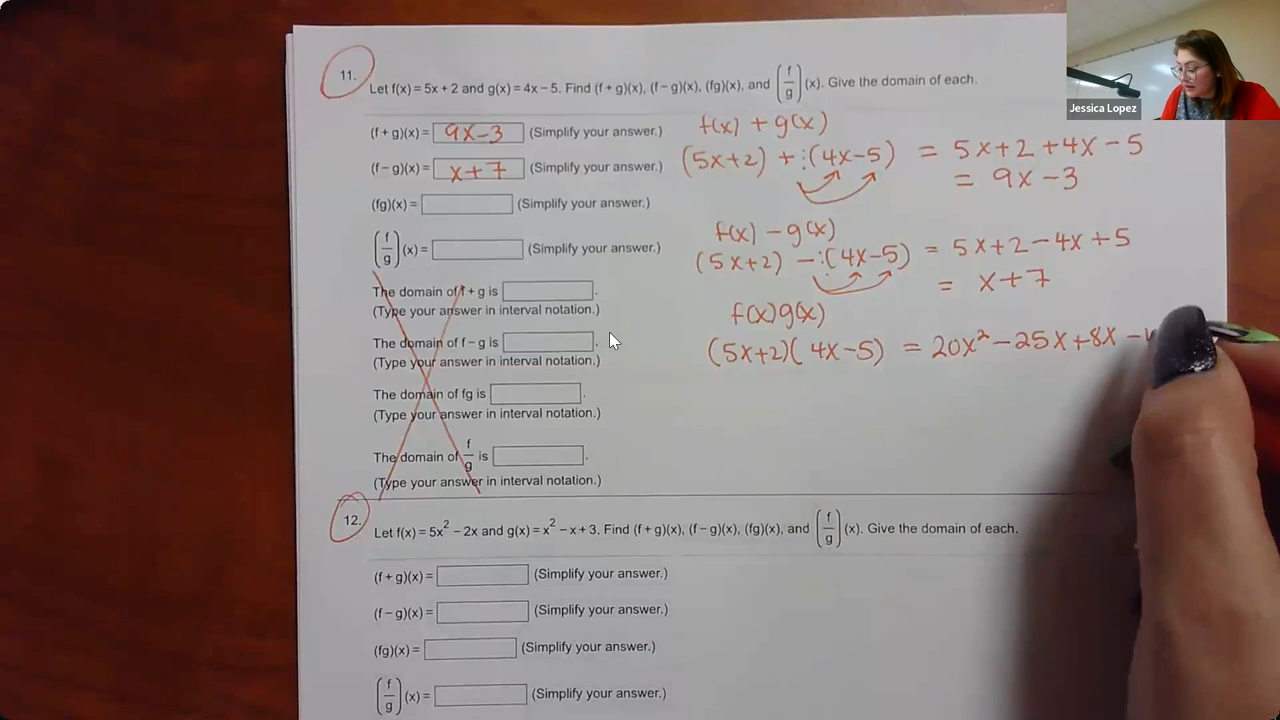 Jessica Lopez
11. Let f(x) = 5x + 2 and g(x) = 4x − 5. Find (f + g)(x), (f − g)(x), (fg)(x), and (f/g)(x). Give the domain of each.
(f + g)(x) = 9x−3 (Simplify your answer.)
(f − g)(x) = x+7 (Simplify your answer.)
(fg)(x) = (Simplify your answer.)
(f/g)(x) = (Simplify your answer.)
The domain of f + g is .
(Type your answer in interval notation.)
The domain of f − g is .
(Type your answer in interval notation.)
The domain of fg is .
(Type your answer in interval notation.)
The domain of f/g is .
(Type your answer in interval notation.)
f(x) + g(x)
(5x+2) + 1(4x−5) = 5x+2+4x−5
= 9x−3
f(x) − g(x)
(5x+2) − 1(4x−5) = 5x+2−4x+5
= x+7
f(x)g(x)
(5x+2)(4x−5) = 20x²−25x+8x−
12. Let f(x) = 5x² − 2x and g(x) = x² − x + 3. Find (f + g)(x), (f − g)(x), (fg)(x), and (f/g)(x). Give the domain of each.
(f + g)(x) = (Simplify your answer.)
(f − g)(x) = (Simplify your answer.)
(fg)(x) = (Simplify your answer.)
(f/g)(x) = (Simplify your answer.)